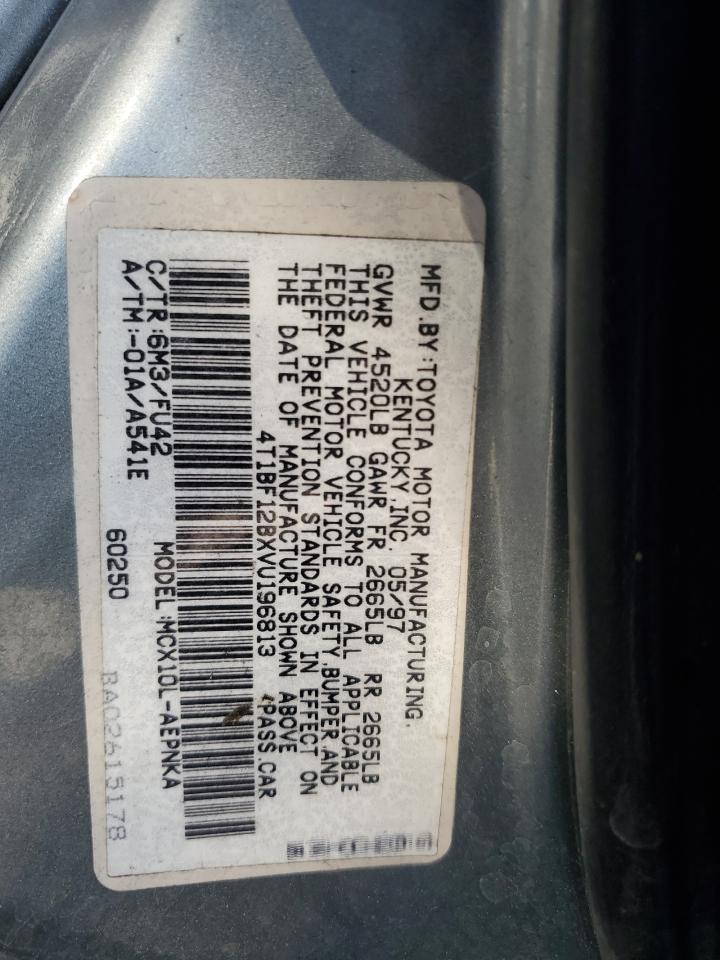 MFD.BY:TOYOTA MOTOR MANUFACTURING.
KENTUCKY,INC. 05/97
GVWR 4520LB GAWR FR 2665LB RR 2665LB
THIS VEHICLE CONFORMS TO ALL APPLICABLE
FEDERAL MOTOR VEHICLE SAFETY,BUMPER,AND
THEFT PREVENTION STANDARDS IN EFFECT ON
THE DATE OF MANUFACTURE SHOWN ABOVE
4T1BF12BXVU196813 PASS.CAR
C/TR:6M3/FU42 MODEL:MCX10L-AEPNKA
A/TM:-01A/A541E 60250
BA02615178